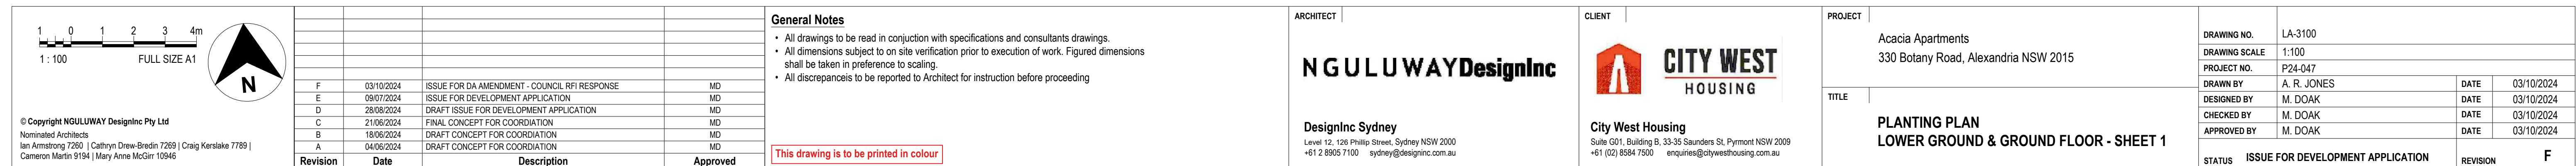 1 0 1 2 3 4m
1 : 100 FULL SIZE A1
N
© Copyright NGULUWAY DesignInc Pty Ltd
Nominated Architects
Ian Armstrong 7260 | Cathryn Drew-Bredin 7269 | Craig Kerslake 7789 |
Cameron Martin 9194 | Mary Anne McGirr 10946
F 03/10/2024 ISSUE FOR DA AMENDMENT - COUNCIL RFI RESPONSE MD
E 09/07/2024 ISSUE FOR DEVELOPMENT APPLICATION MD
D 28/08/2024 DRAFT ISSUE FOR DEVELOPMENT APPLICATION MD
C 21/06/2024 FINAL CONCEPT FOR COORDIATION MD
B 18/06/2024 DRAFT CONCEPT FOR COORDIATION MD
A 04/06/2024 DRAFT CONCEPT FOR COORDIATION MD
Revision Date Description Approved
General Notes
• All drawings to be read in conjuction with specifications and consultants drawings.
• All dimensions subject to on site verification prior to execution of work. Figured dimensions
shall be taken in preference to scaling.
• All discrepanceis to be reported to Architect for instruction before proceeding
This drawing is to be printed in colour
ARCHITECT
NGULUWAYDesignInc
DesignInc Sydney
Level 12, 126 Phillip Street, Sydney NSW 2000
+61 2 8905 7100 sydney@designinc.com.au
CLIENT
CITY WEST
HOUSING
City West Housing
Suite G01, Building B, 33-35 Saunders St, Pyrmont NSW 2009
+61 (02) 8584 7500 enquiries@citywesthousing.com.au
PROJECT
Acacia Apartments
330 Botany Road, Alexandria NSW 2015
TITLE
PLANTING PLAN
LOWER GROUND & GROUND FLOOR - SHEET 1
DRAWING NO. LA-3100
DRAWING SCALE 1:100
PROJECT NO. P24-047
DRAWN BY A. R. JONES DATE 03/10/2024
DESIGNED BY M. DOAK DATE 03/10/2024
CHECKED BY M. DOAK DATE 03/10/2024
APPROVED BY M. DOAK DATE 03/10/2024
STATUS ISSUE FOR DEVELOPMENT APPLICATION REVISION F